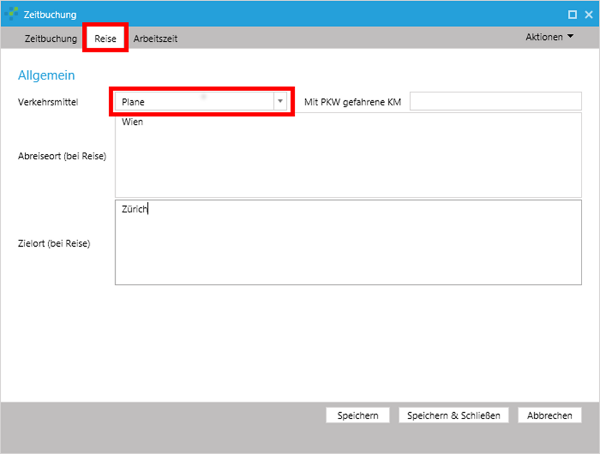 Zeitbuchung
Zeitbuchung Reise Arbeitszeit Aktionen
Allgemein
Verkehrsmittel Plane Mit PKW gefahrene KM
Wien
Abreiseort (bei Reise)
Zürich
Zielort (bei Reise)
Speichern Speichern & Schließen Abbrechen